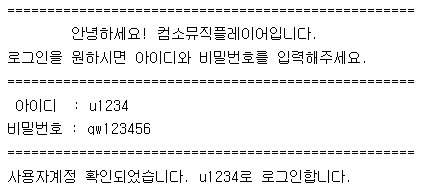 ===================================================
안녕하세요! 컴소뮤직플레이어입니다.
로그인을 원하시면 아이디와 비밀번호를 입력해주세요.
===================================================
아이디  : u1234
비밀번호 : qw123456
===================================================
사용자계정 확인되었습니다. u1234로 로그인합니다.